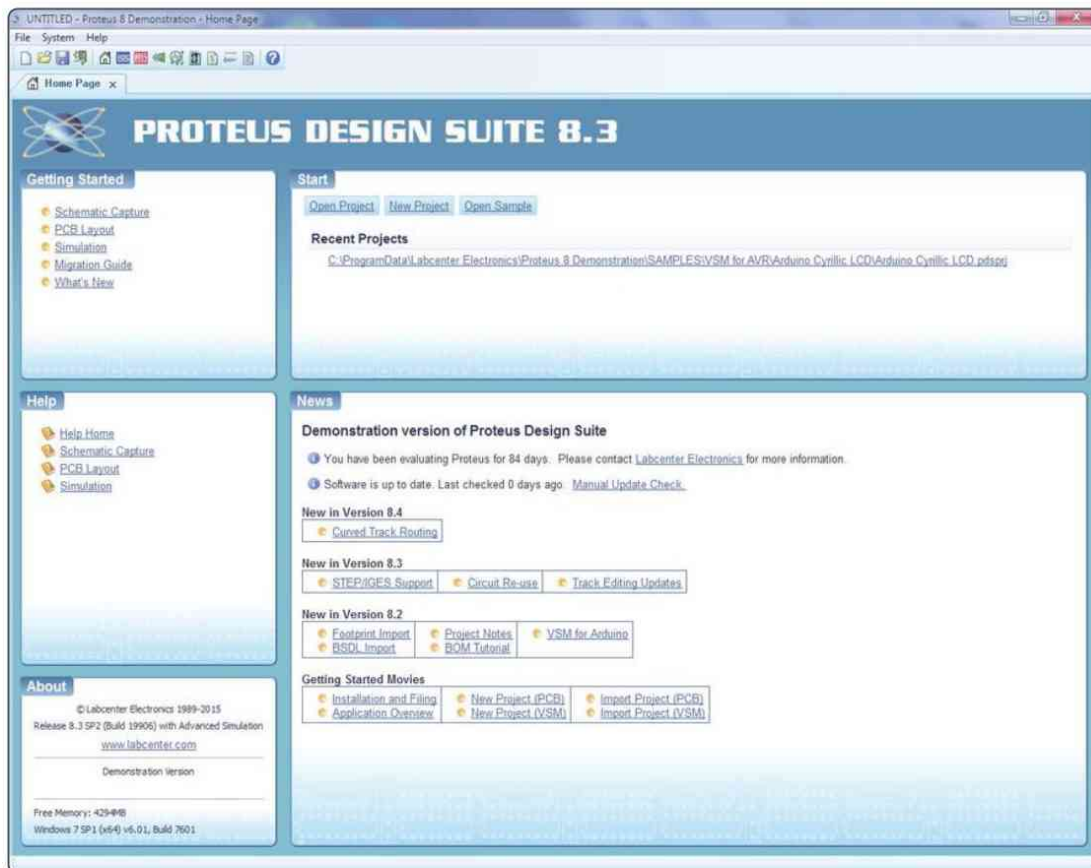 UNTITLED - Proteus 8 Demonstration - Home Page
File System Help
Home Page x
PROTEUS DESIGN SUITE 8.3
Getting Started
Schematic Capture
PCB Layout
Simulation
Migration Guide
What's New
Start
Open Project New Project Open Sample
Recent Projects
C:\ProgramData\Labcenter Electronics\Proteus 8 Demonstration\SAMPLES\VSM for AVR\Arduino Cyrillic LCD\Arduino Cyrillic LCD.pdsprj
Help
Help Home
Schematic Capture
PCB Layout
Simulation
News
Demonstration version of Proteus Design Suite
You have been evaluating Proteus for 84 days. Please contact Labcenter Electronics for more information.
Software is up to date. Last checked 0 days ago. Manual Update Check.
New in Version 8.4
Curved Track Routing
New in Version 8.3
STEP/IGES Support Circuit Re-use Track Editing Updates
New in Version 8.2
Footprint Import Project Notes VSM for Arduino
BSDL Import BOM Tutorial
Getting Started Movies
Installation and Filing New Project (PCB) Import Project (PCB)
Application Overview New Project (VSM) Import Project (VSM)
About
© Labcenter Electronics 1989-2015
Release 8.3 SP2 (Build 19906) with Advanced Simulation
www.labcenter.com
Demonstration Version
Free Memory: 4294MB
Windows 7 SP1 (x64) v6.01, Build 7601